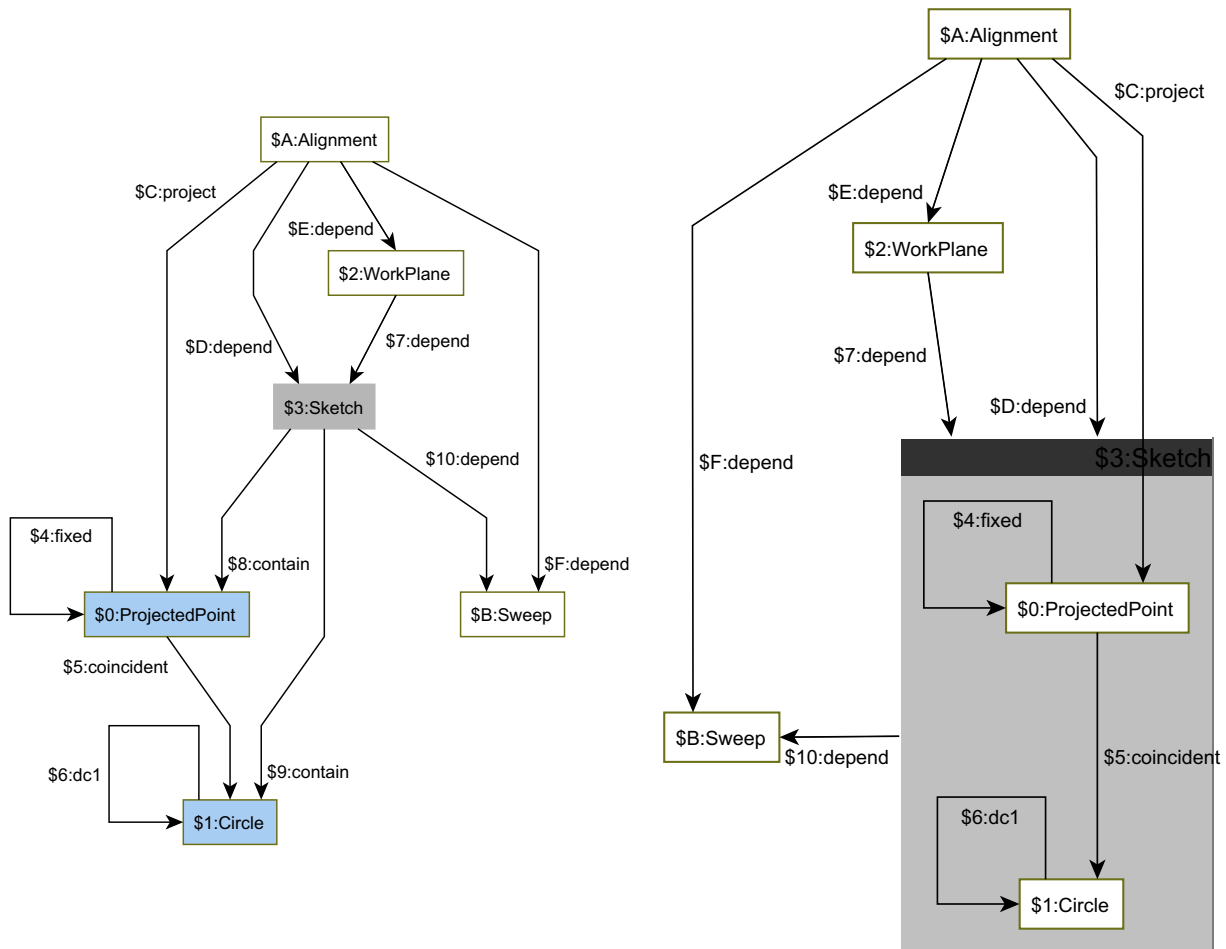 $A:Alignment
$C:project
$E:depend
$2:WorkPlane
$D:depend
$7:depend
$3:Sketch
$10:depend
$4:fixed
$8:contain
$F:depend
$0:ProjectedPoint
$B:Sweep
$5:coincident
$6:dc1
$9:contain
$1:Circle
$A:Alignment
$C:project
$E:depend
$2:WorkPlane
$7:depend
$D:depend
$F:depend
$3:Sketch
$4:fixed
$0:ProjectedPoint
$B:Sweep
$10:depend
$5:coincident
$6:dc1
$1:Circle